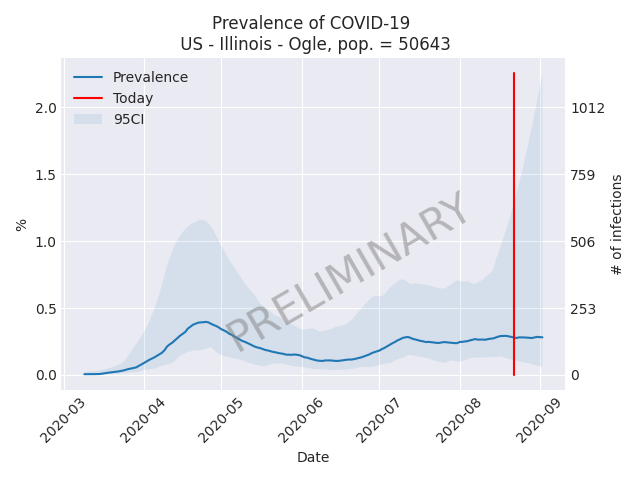 Prevalence of COVID-19
US - Illinois - Ogle, pop. = 50643
Prevalence
Today
95CI
2.0
1.5
1.0
0.5
0.0
%
1012
759
506
253
0
# of infections
PRELIMINARY
2020-03
2020-04
2020-05
2020-06
2020-07
2020-08
2020-09
Date